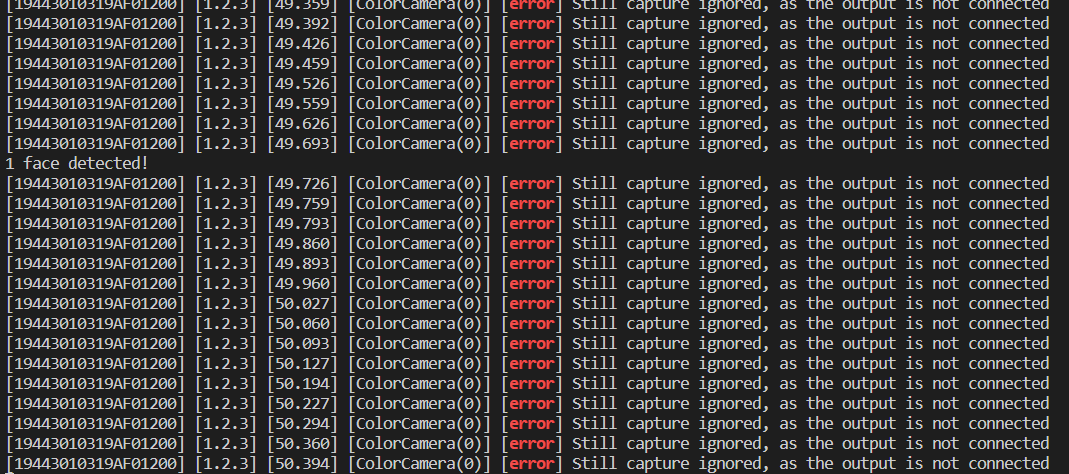 [19443010319AF01200] [1.2.3] [49.359] [ColorCamera(0)] [error] Still capture ignored, as the output is not connected
[19443010319AF01200] [1.2.3] [49.392] [ColorCamera(0)] [error] Still capture ignored, as the output is not connected
[19443010319AF01200] [1.2.3] [49.426] [ColorCamera(0)] [error] Still capture ignored, as the output is not connected
[19443010319AF01200] [1.2.3] [49.459] [ColorCamera(0)] [error] Still capture ignored, as the output is not connected
[19443010319AF01200] [1.2.3] [49.526] [ColorCamera(0)] [error] Still capture ignored, as the output is not connected
[19443010319AF01200] [1.2.3] [49.559] [ColorCamera(0)] [error] Still capture ignored, as the output is not connected
[19443010319AF01200] [1.2.3] [49.626] [ColorCamera(0)] [error] Still capture ignored, as the output is not connected
[19443010319AF01200] [1.2.3] [49.693] [ColorCamera(0)] [error] Still capture ignored, as the output is not connected
1 face detected!
[19443010319AF01200] [1.2.3] [49.726] [ColorCamera(0)] [error] Still capture ignored, as the output is not connected
[19443010319AF01200] [1.2.3] [49.759] [ColorCamera(0)] [error] Still capture ignored, as the output is not connected
[19443010319AF01200] [1.2.3] [49.793] [ColorCamera(0)] [error] Still capture ignored, as the output is not connected
[19443010319AF01200] [1.2.3] [49.860] [ColorCamera(0)] [error] Still capture ignored, as the output is not connected
[19443010319AF01200] [1.2.3] [49.893] [ColorCamera(0)] [error] Still capture ignored, as the output is not connected
[19443010319AF01200] [1.2.3] [49.960] [ColorCamera(0)] [error] Still capture ignored, as the output is not connected
[19443010319AF01200] [1.2.3] [50.027] [ColorCamera(0)] [error] Still capture ignored, as the output is not connected
[19443010319AF01200] [1.2.3] [50.060] [ColorCamera(0)] [error] Still capture ignored, as the output is not connected
[19443010319AF01200] [1.2.3] [50.093] [ColorCamera(0)] [error] Still capture ignored, as the output is not connected
[19443010319AF01200] [1.2.3] [50.127] [ColorCamera(0)] [error] Still capture ignored, as the output is not connected
[19443010319AF01200] [1.2.3] [50.194] [ColorCamera(0)] [error] Still capture ignored, as the output is not connected
[19443010319AF01200] [1.2.3] [50.227] [ColorCamera(0)] [error] Still capture ignored, as the output is not connected
[19443010319AF01200] [1.2.3] [50.294] [ColorCamera(0)] [error] Still capture ignored, as the output is not connected
[19443010319AF01200] [1.2.3] [50.360] [ColorCamera(0)] [error] Still capture ignored, as the output is not connected
[19443010319AF01200] [1.2.3] [50.394] [ColorCamera(0)] [error] Still capture ignored, as the output is not connected